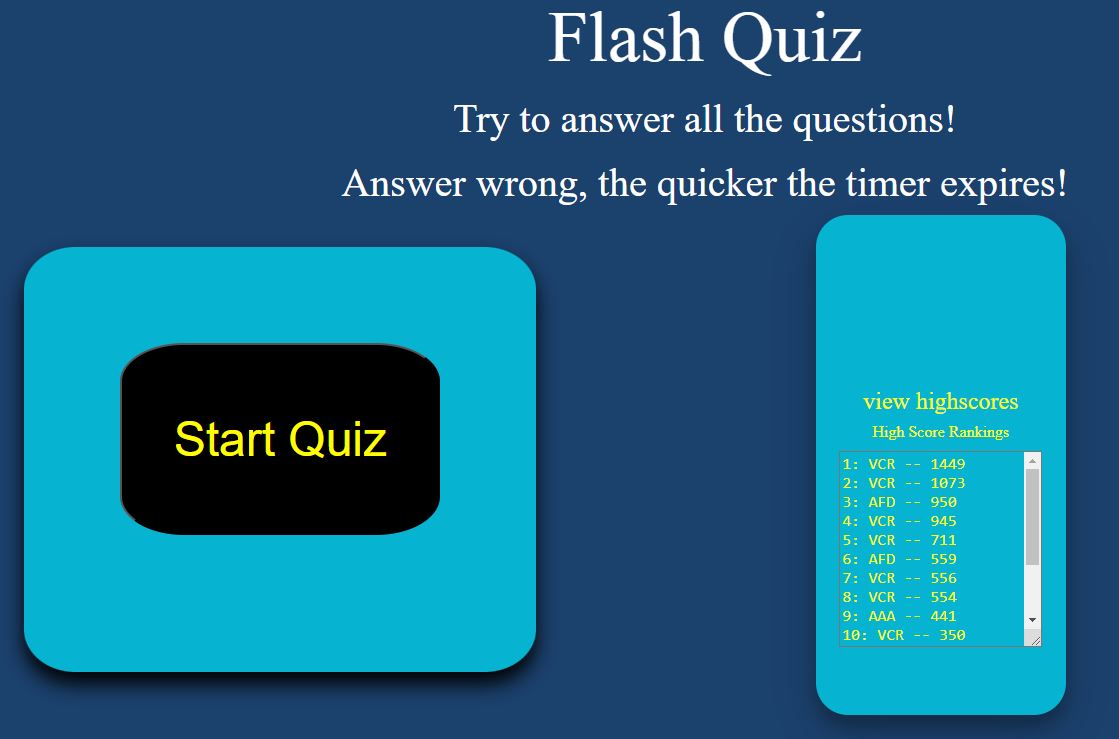 Flash Quiz
Try to answer all the questions!
Answer wrong, the quicker the timer expires!
Start Quiz
view highscores
High Score Rankings
1: VCR -- 1449
2: VCR -- 1073
3: AFD -- 950
4: VCR -- 945
5: VCR -- 711
6: AFD -- 559
7: VCR -- 556
8: VCR -- 554
9: AAA -- 441
10: VCR -- 350